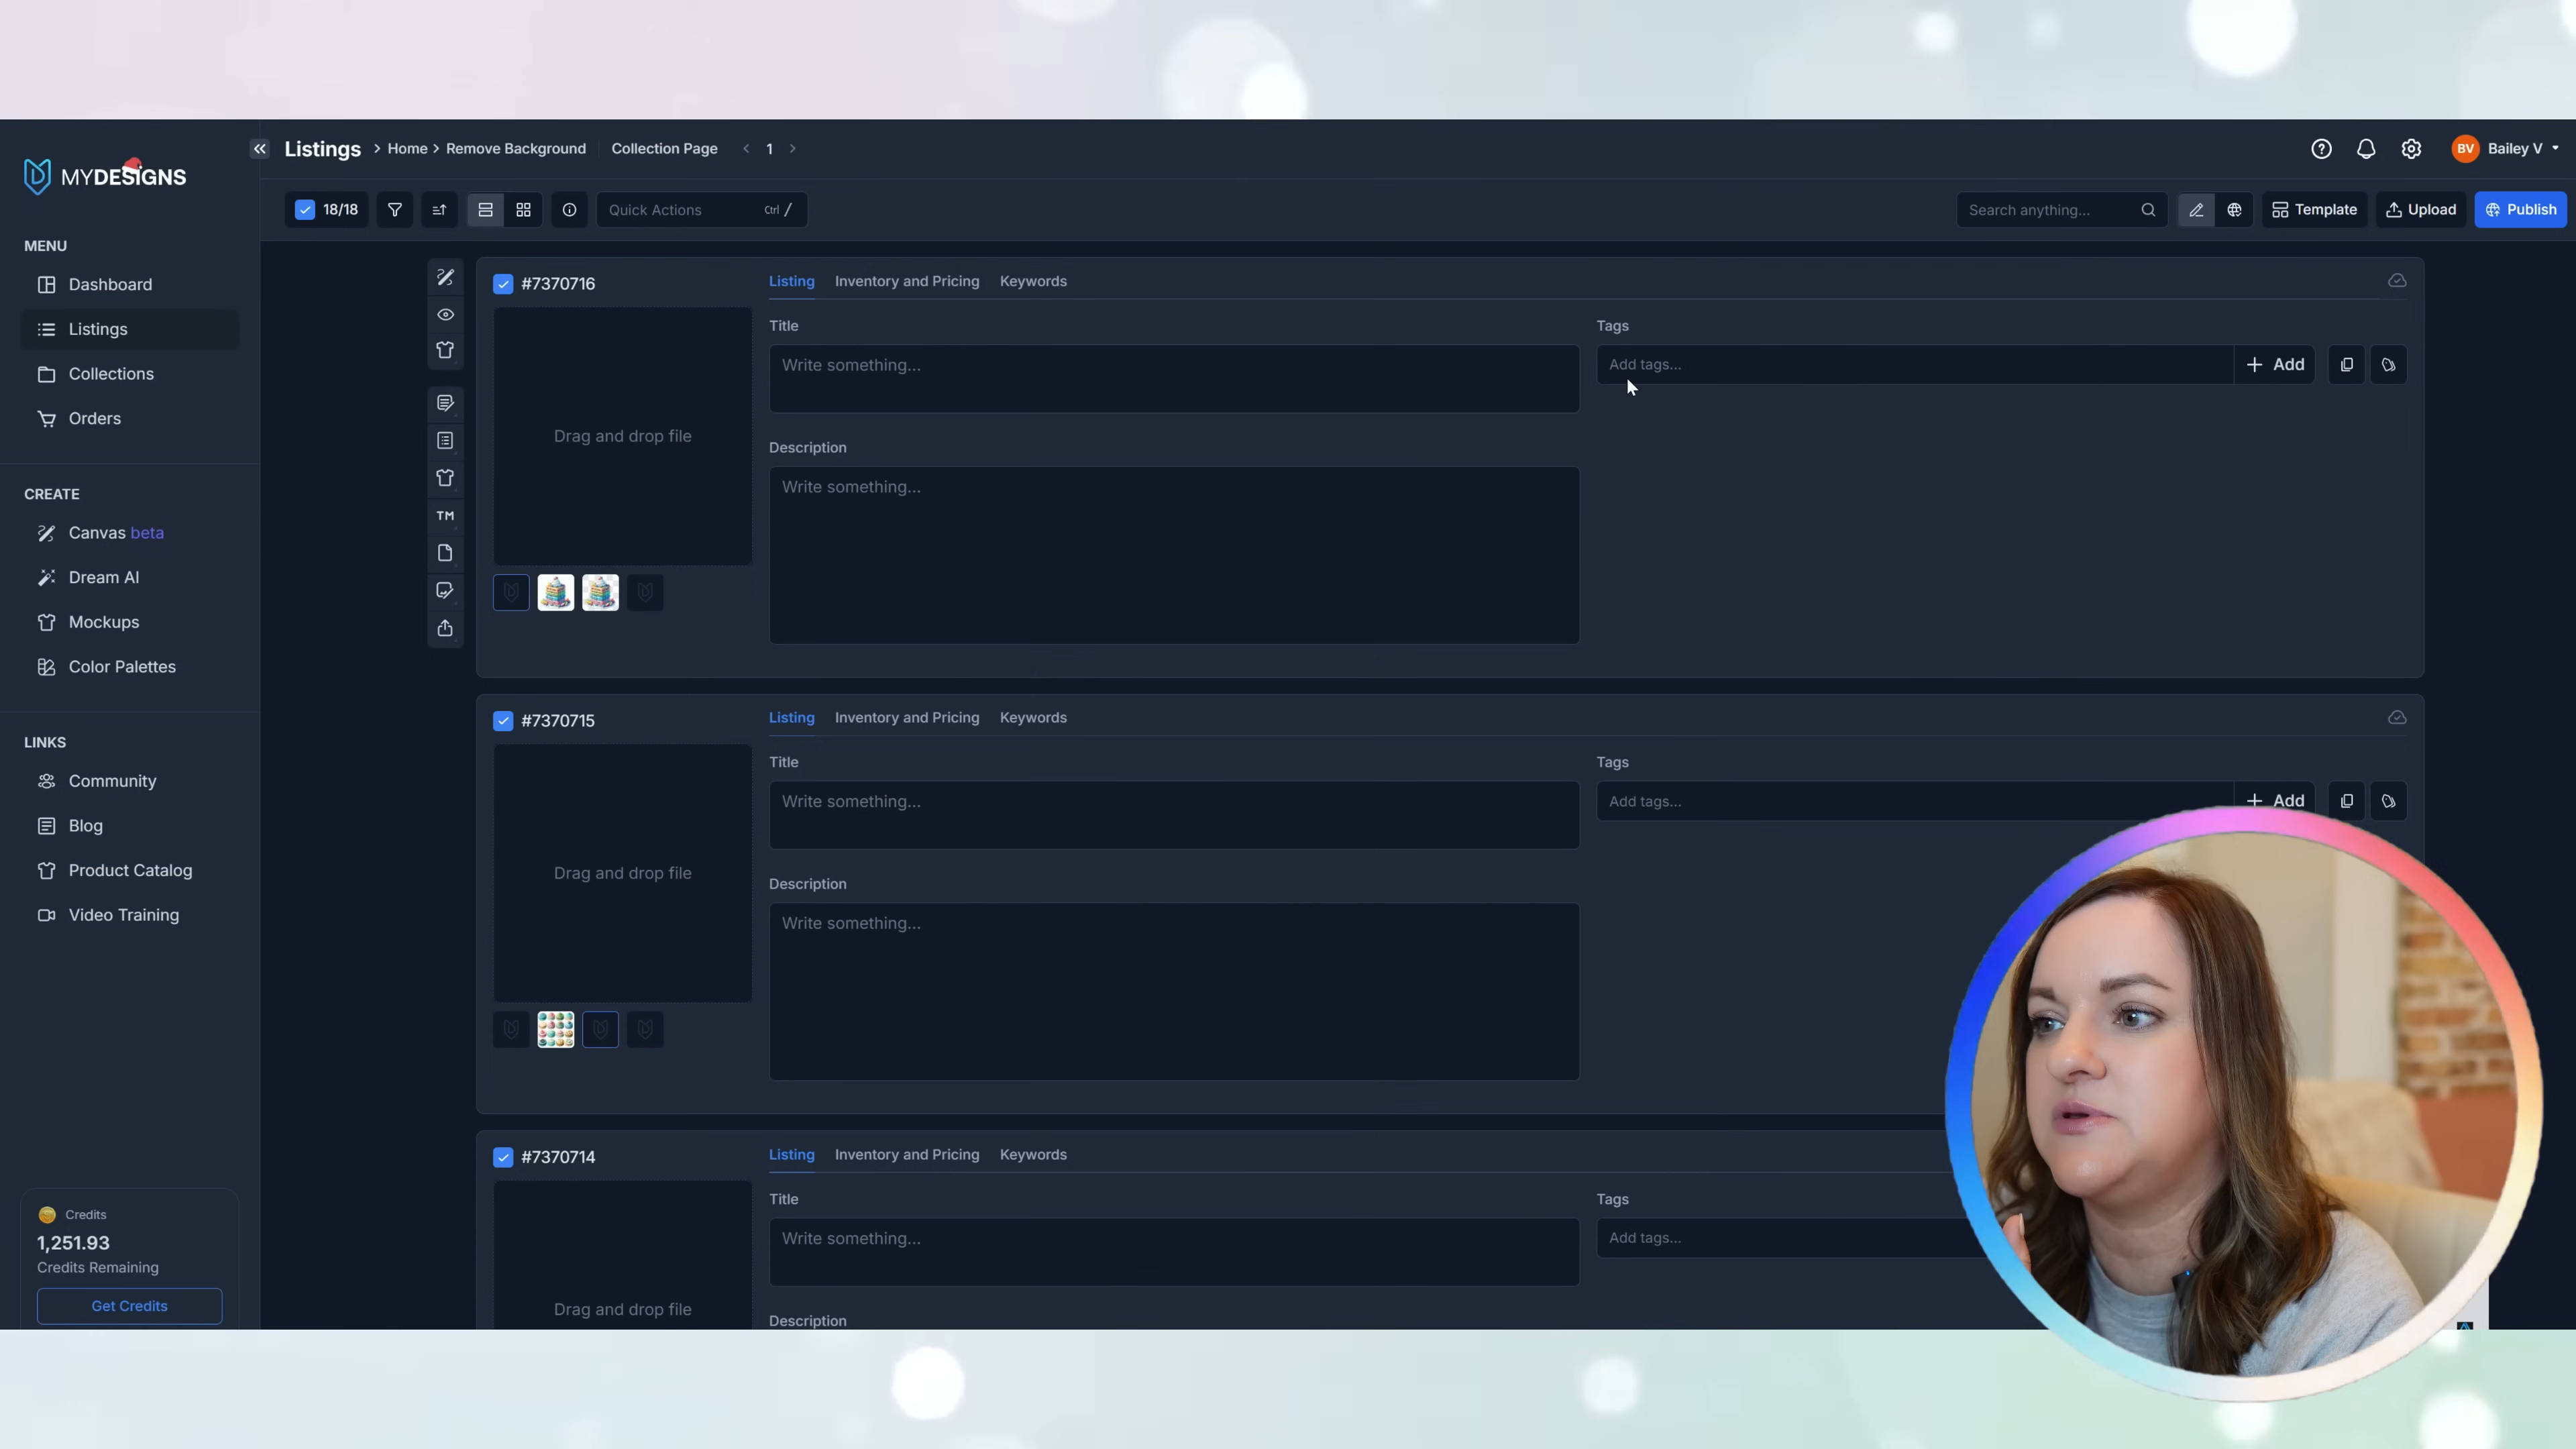 Listings > Home > Remove Background Collection Page < 1 >
BV Bailey V
MYDESIGNS
18/18
Quick Actions Ctrl /
Search anything...
Template
Upload
Publish
MENU
Dashboard
Listings
Collections
Orders
CREATE
Canvas beta
Dream AI
Mockups
Color Palettes
LINKS
Community
Blog
Product Catalog
Video Training
Credits
1,251.93
Credits Remaining
Get Credits
TM
#7370716
Listing Inventory and Pricing Keywords
Drag and drop file
Title
Write something...
Tags
Add tags...
+ Add
Description
Write something...
#7370715
Listing Inventory and Pricing Keywords
Drag and drop file
Title
Write something...
Tags
Add tags...
+ Add
Description
Write something...
#7370714
Listing Inventory and Pricing Keywords
Drag and drop file
Title
Write something...
Tags
Add tags...
Description